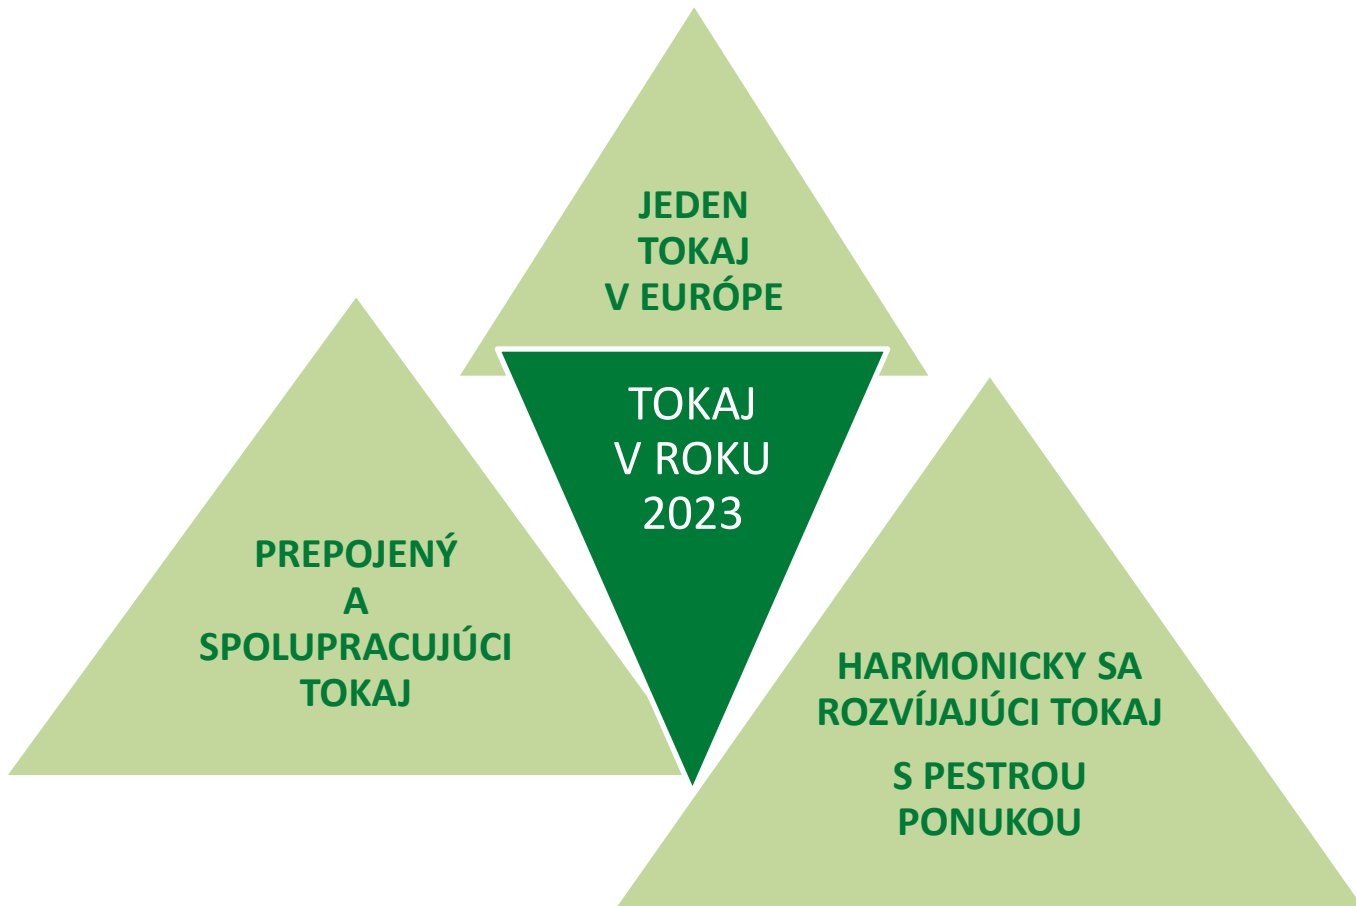 JEDEN
TOKAJ
V EURÓPE
TOKAJ
V ROKU
2023
PREPOJENÝ
A
SPOLUPRACUJÚCI
TOKAJ
HARMONICKY SA
ROZVÍJAJÚCI TOKAJ
S PESTROU
PONUKOU